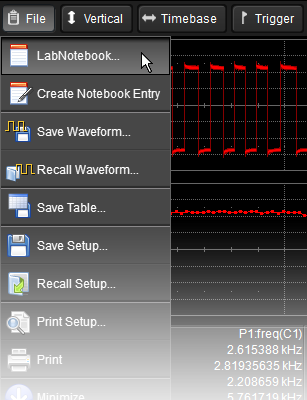 File
Vertical
Timebase
Trigger
LabNotebook...
Create Notebook Entry
Save Waveform...
Recall Waveform...
Save Table...
Save Setup...
Recall Setup...
Print Setup...
Print
Minimize
P1:freq(C1)
2.615388 kHz
2.81935635 kHz
2.208659 kHz
5.761719 kHz